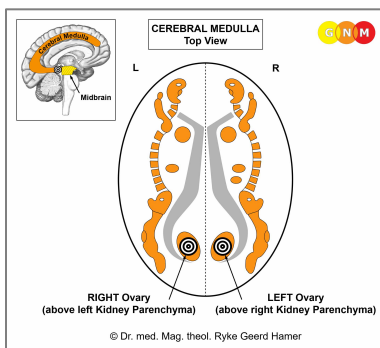 CEREBRAL MEDULLA
Top View
GNM
Cerebral Medulla
Midbrain
L
R
RIGHT Ovary
(above left Kidney Parenchyma)
LEFT Ovary
(above right Kidney Parenchyma)
© Dr. med. Mag. theol. Ryke Geerd Hamer